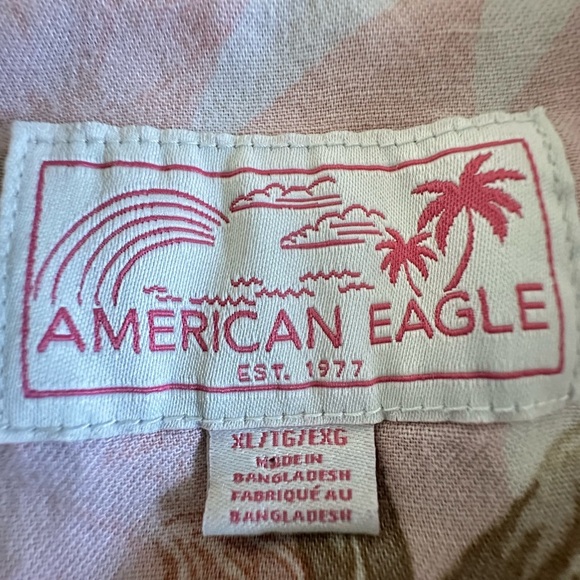 AMERICAN EAGLE
EST. 1977
XL/TG/EXG
MADE IN
BANGLADESH
FABRIQUÉ AU
BANGLADESH